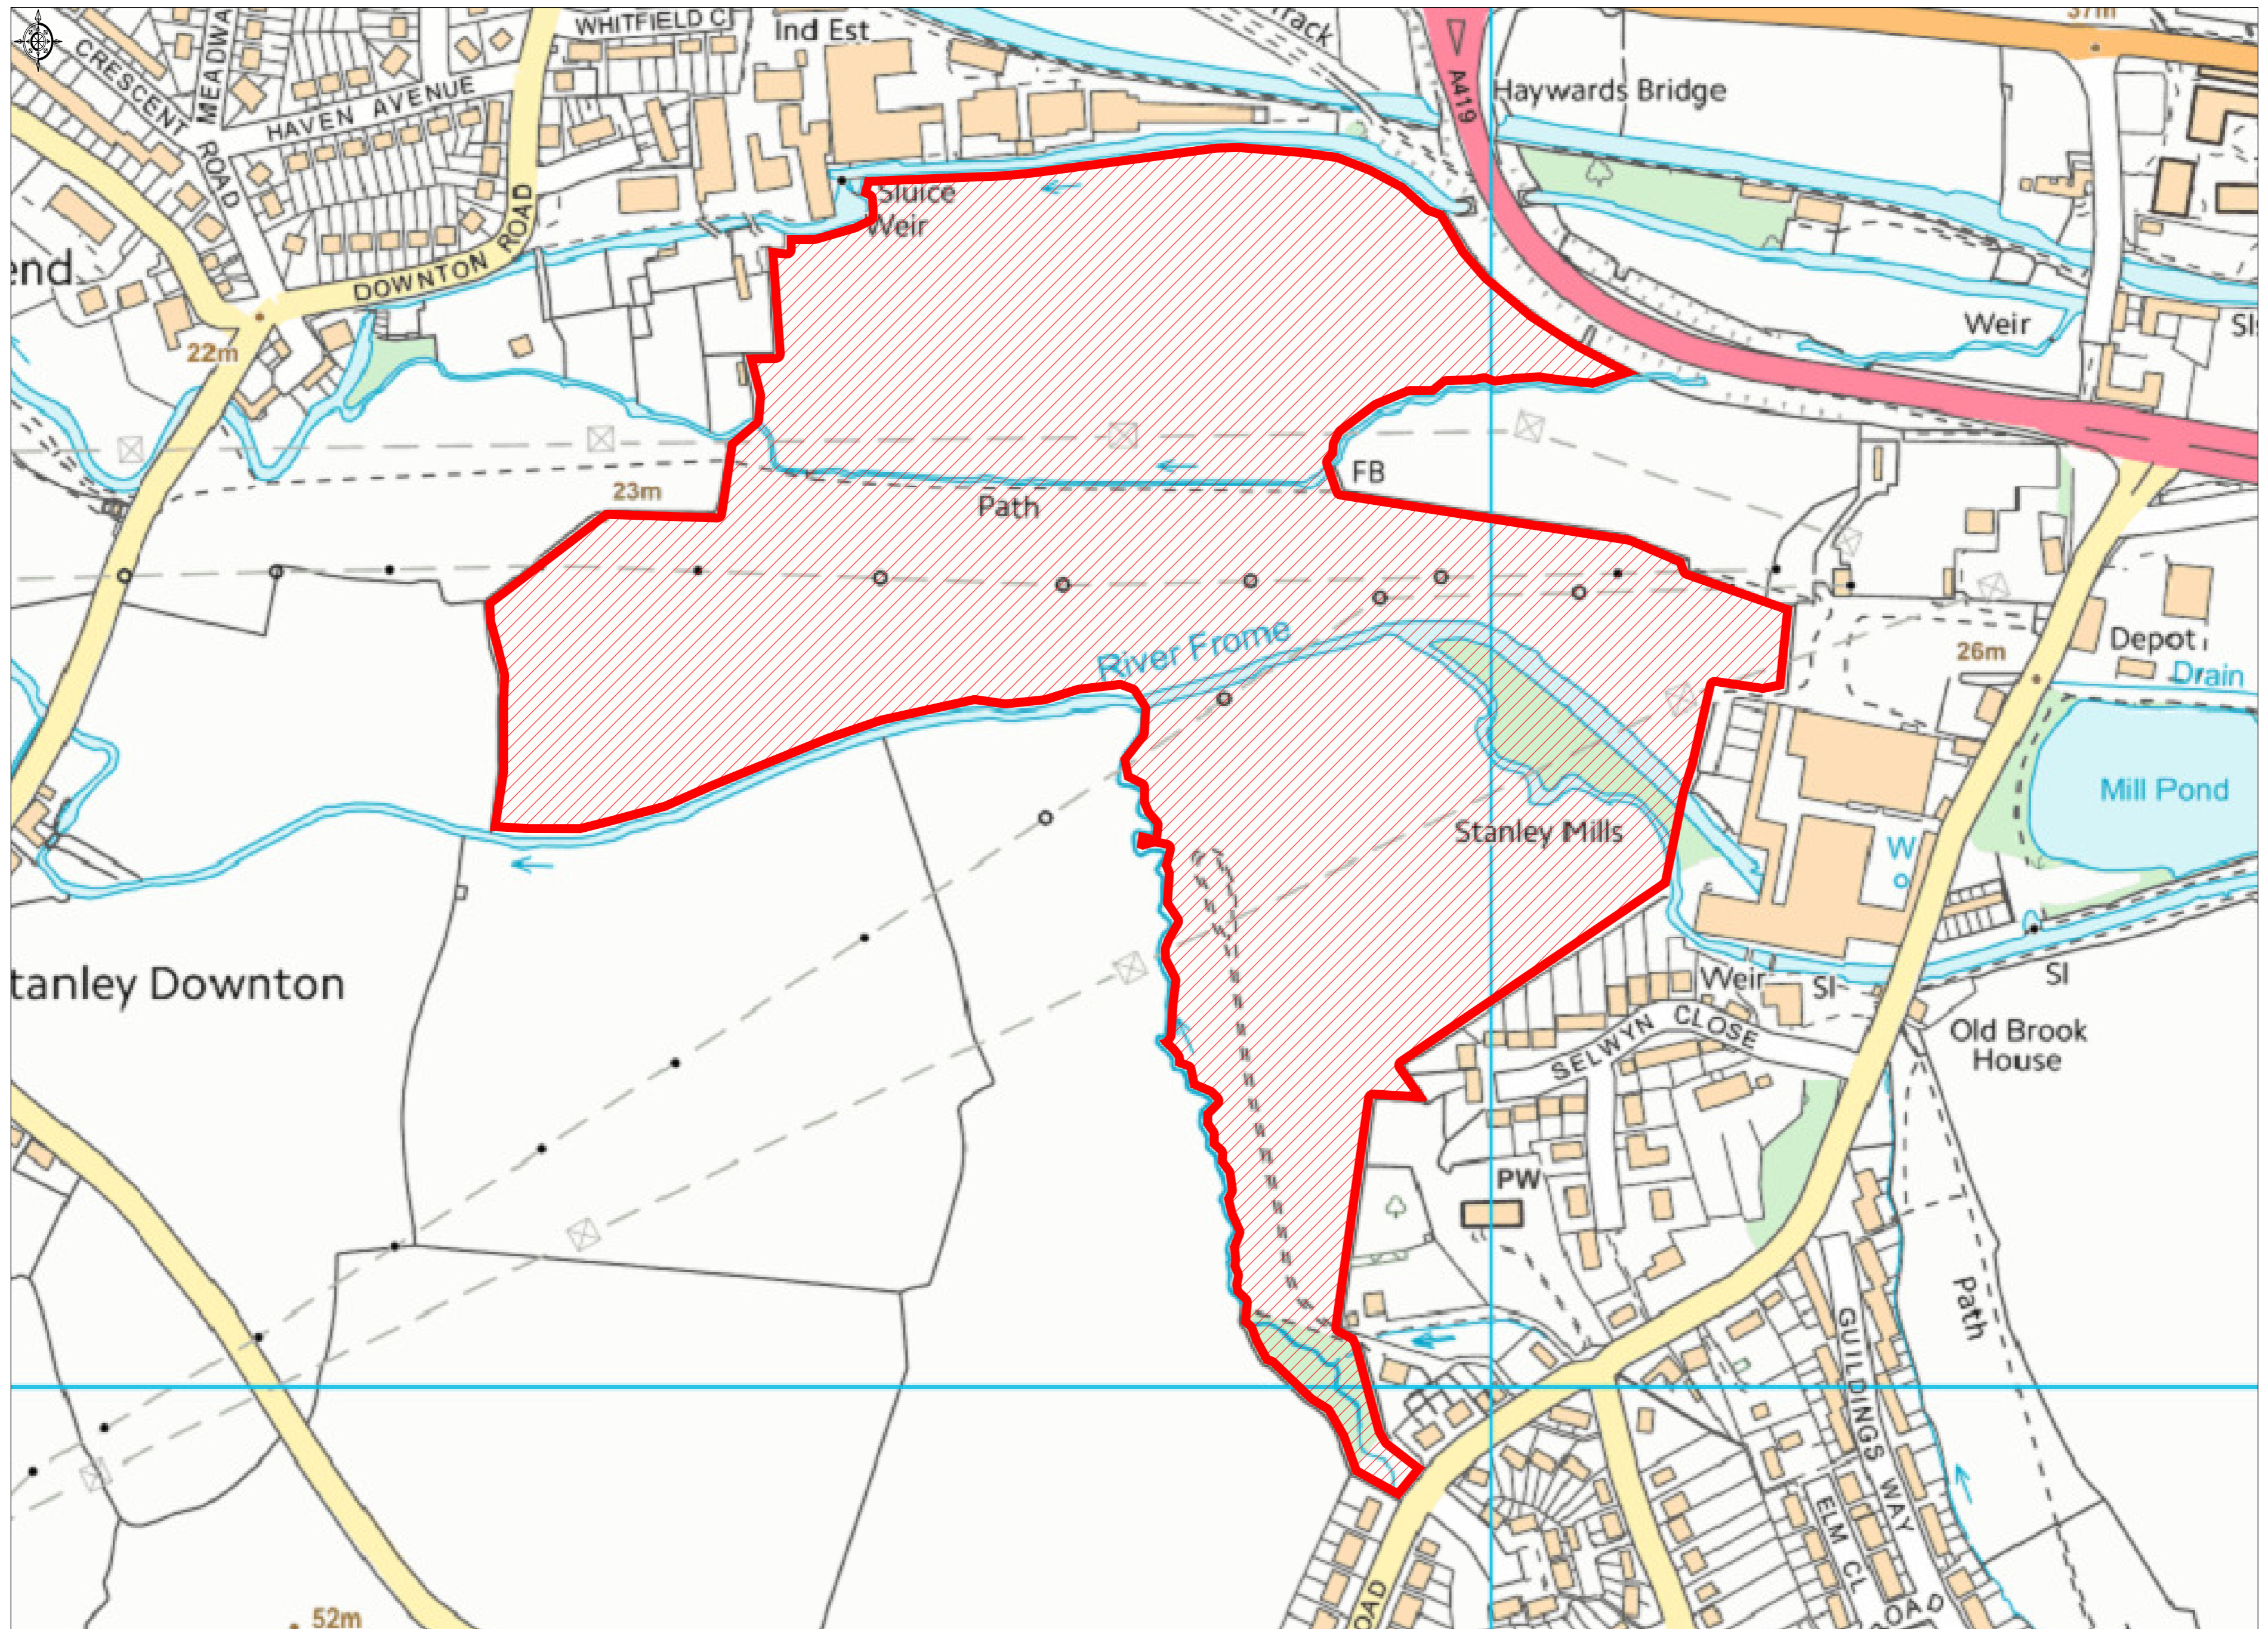 WHITFIELD C
Ind Est
Track
37m
CRESCENT
MEADWA
HAVEN AVENUE
ROAD
A419
Haywards Bridge
Sluice
Weir
end
DOWNTON ROAD
22m
Weir
Sl
FB
23m
Path
River Frome
26m
Depot
Drain
Mill Pond
Stanley Mills
W
tanley Downton
Weir
Sl
Sl
SELWYN CLOSE
Old Brook
House
PW
Path
GUILDINGS WAY
ELM CL
OAD
OAD
52m